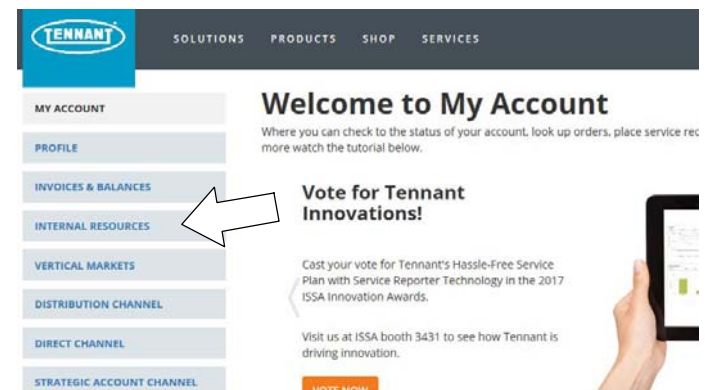 TENNANT
SOLUTIONS PRODUCTS SHOP SERVICES
MY ACCOUNT
PROFILE
INVOICES & BALANCES
INTERNAL RESOURCES
VERTICAL MARKETS
DISTRIBUTION CHANNEL
DIRECT CHANNEL
STRATEGIC ACCOUNT CHANNEL
Welcome to My Account
Where you can check to the status of your account, look up orders, place service rec
more watch the tutorial below.
Vote for Tennant
Innovations!
Cast your vote for Tennant's Hassle-Free Service
Plan with Service Reporter Technology in the 2017
ISSA Innovation Awards.
Visit us at ISSA booth 3431 to see how Tennant is
driving innovation.
VOTE NOW